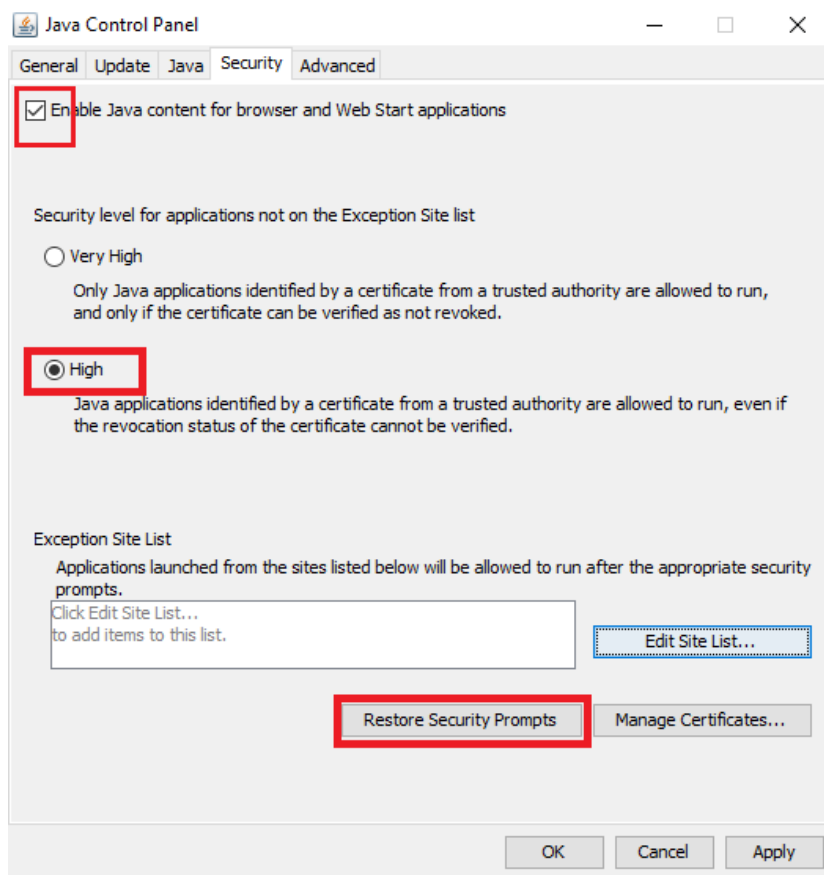 Java Control Panel
General Update Java Security Advanced
Enable Java content for browser and Web Start applications
Security level for applications not on the Exception Site list
Very High
Only Java applications identified by a certificate from a trusted authority are allowed to run,
and only if the certificate can be verified as not revoked.
High
Java applications identified by a certificate from a trusted authority are allowed to run, even if
the revocation status of the certificate cannot be verified.
Exception Site List
Applications launched from the sites listed below will be allowed to run after the appropriate security
prompts.
Click Edit Site List...
to add items to this list.
Edit Site List...
Restore Security Prompts Manage Certificates...
OK Cancel Apply